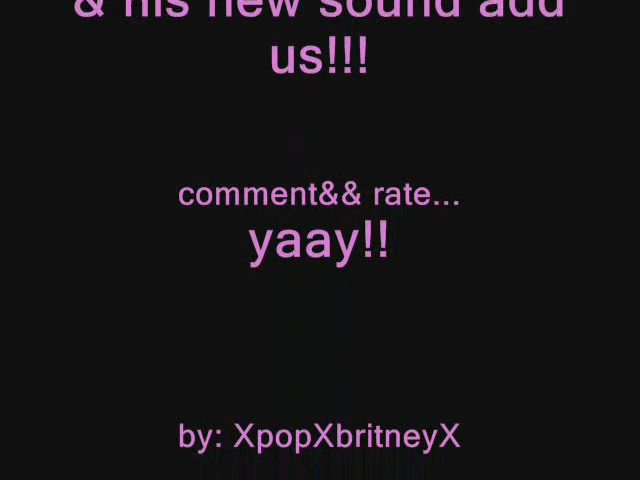 & his new sound add
us!!!
comment&& rate...
yaay!!
by: XpopXbritneyX